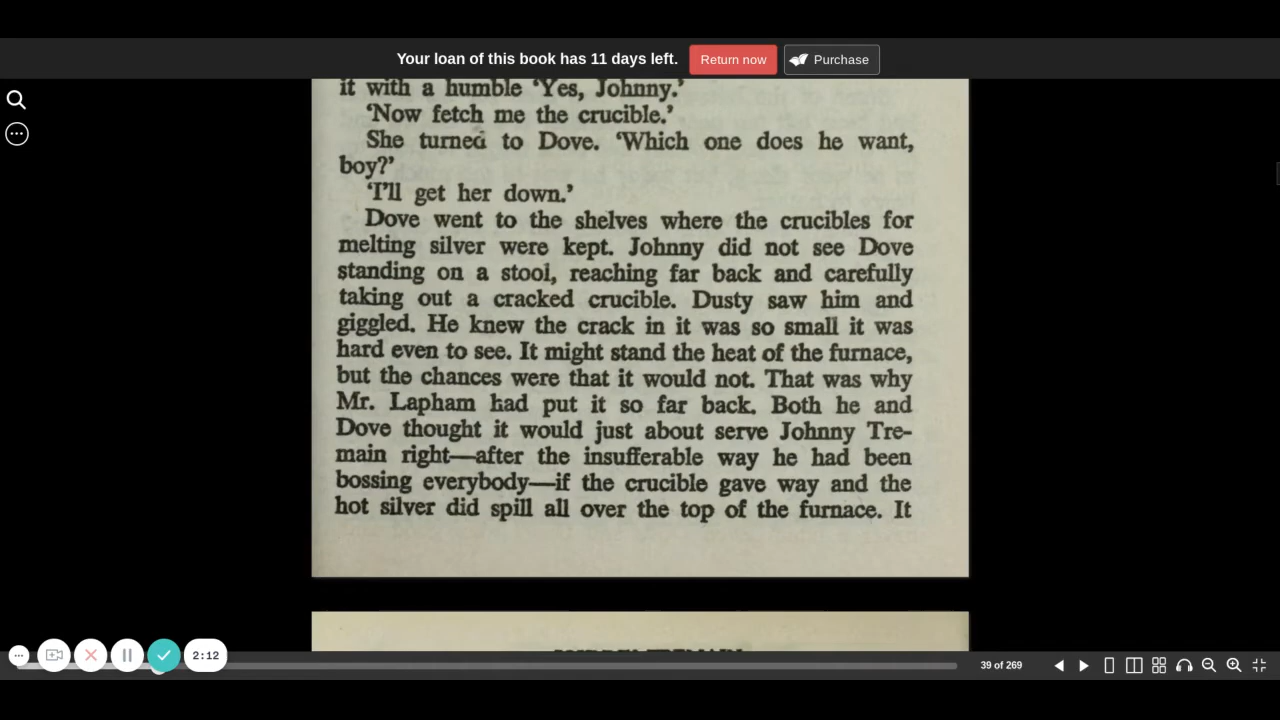 Your loan of this book has 11 days left. Return now Purchase
it with a humble ‘Yes, Johnny.’
‘Now fetch me the crucible.’
She turned to Dove. ‘Which one does he want,
boy?’
‘I’ll get her down.’
Dove went to the shelves where the crucibles for
melting silver were kept. Johnny did not see Dove
standing on a stool, reaching far back and carefully
taking out a cracked crucible. Dusty saw him and
giggled. He knew the crack in it was so small it was
hard even to see. It might stand the heat of the furnace,
but the chances were that it would not. That was why
Mr. Lapham had put it so far back. Both he and
Dove thought it would just about serve Johnny Tre-
main right—after the insufferable way he had been
bossing everybody—if the crucible gave way and the
hot silver did spill all over the top of the furnace. It
2:12
39 of 269